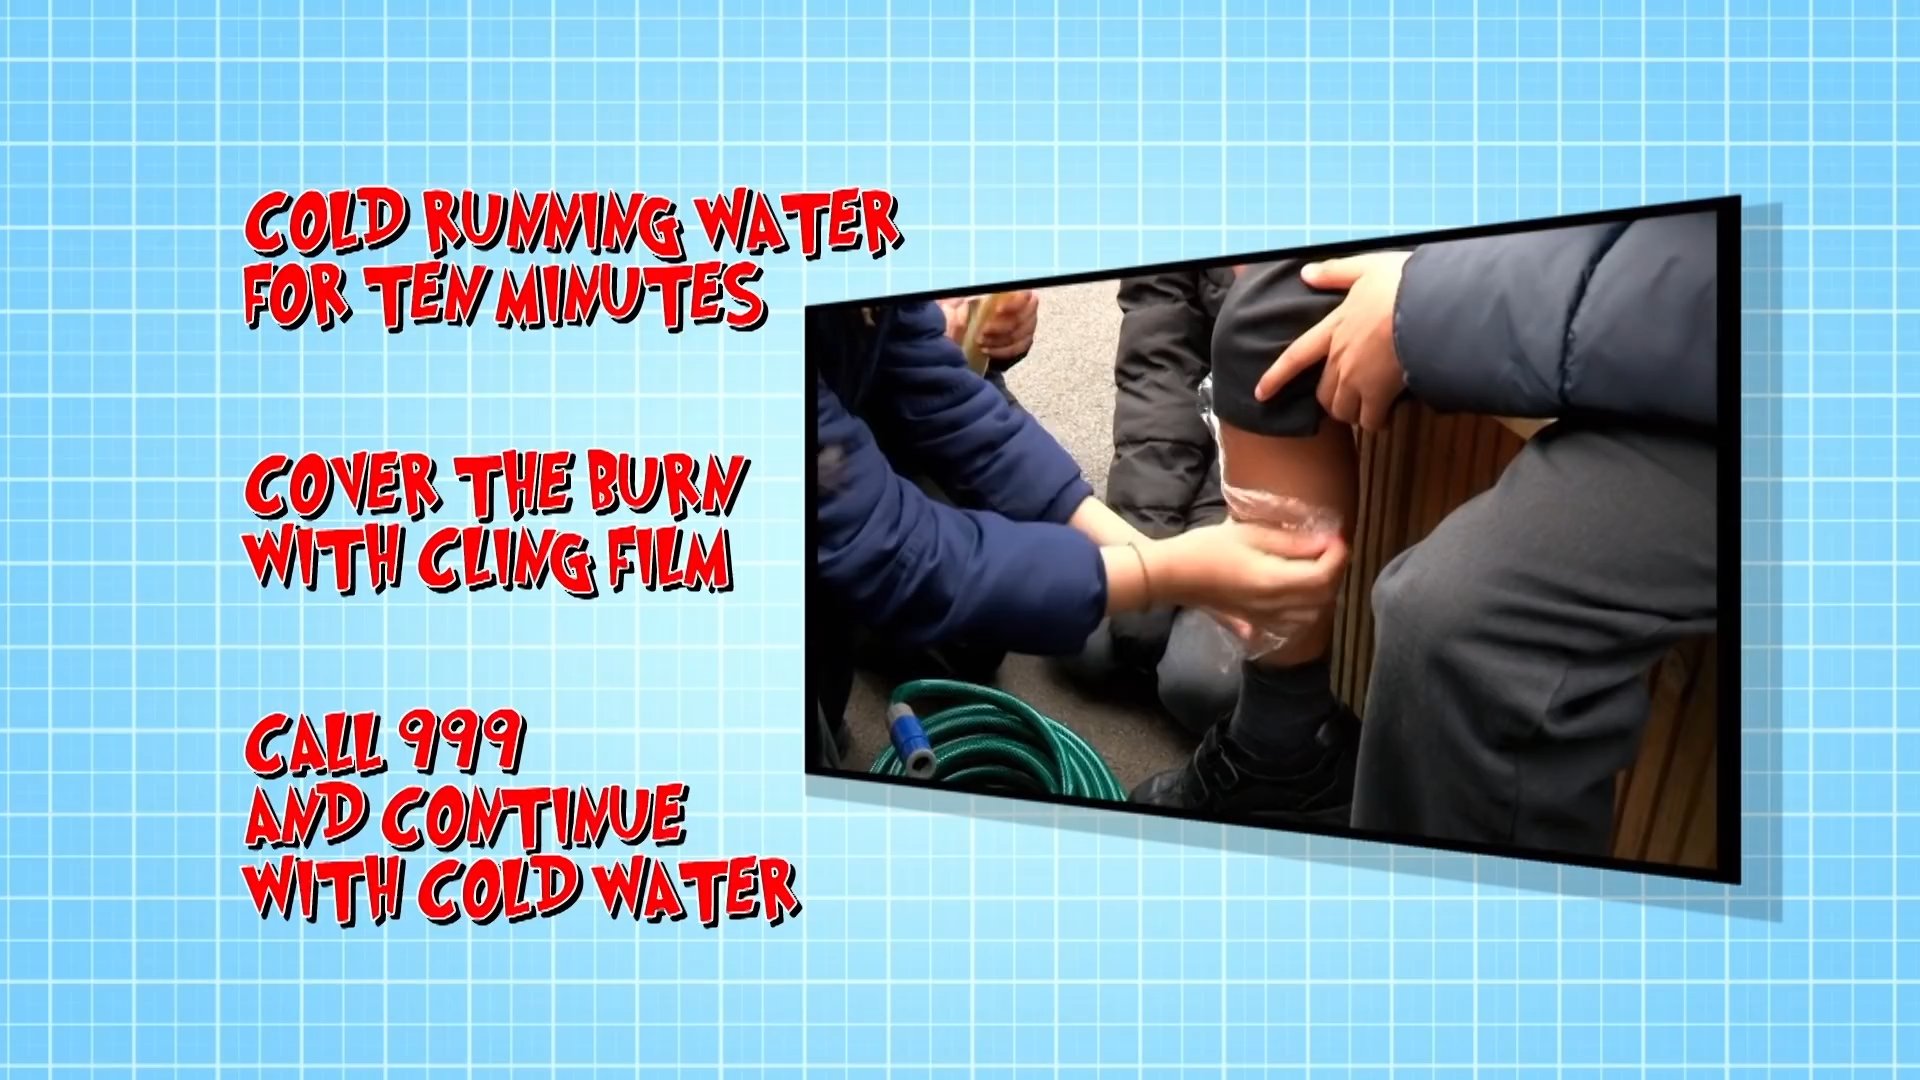 COLD RUNNING WATER
FOR TEN MINUTES
COVER THE BURN
WITH CLING FILM
CALL 999
AND CONTINUE
WITH COLD WATER